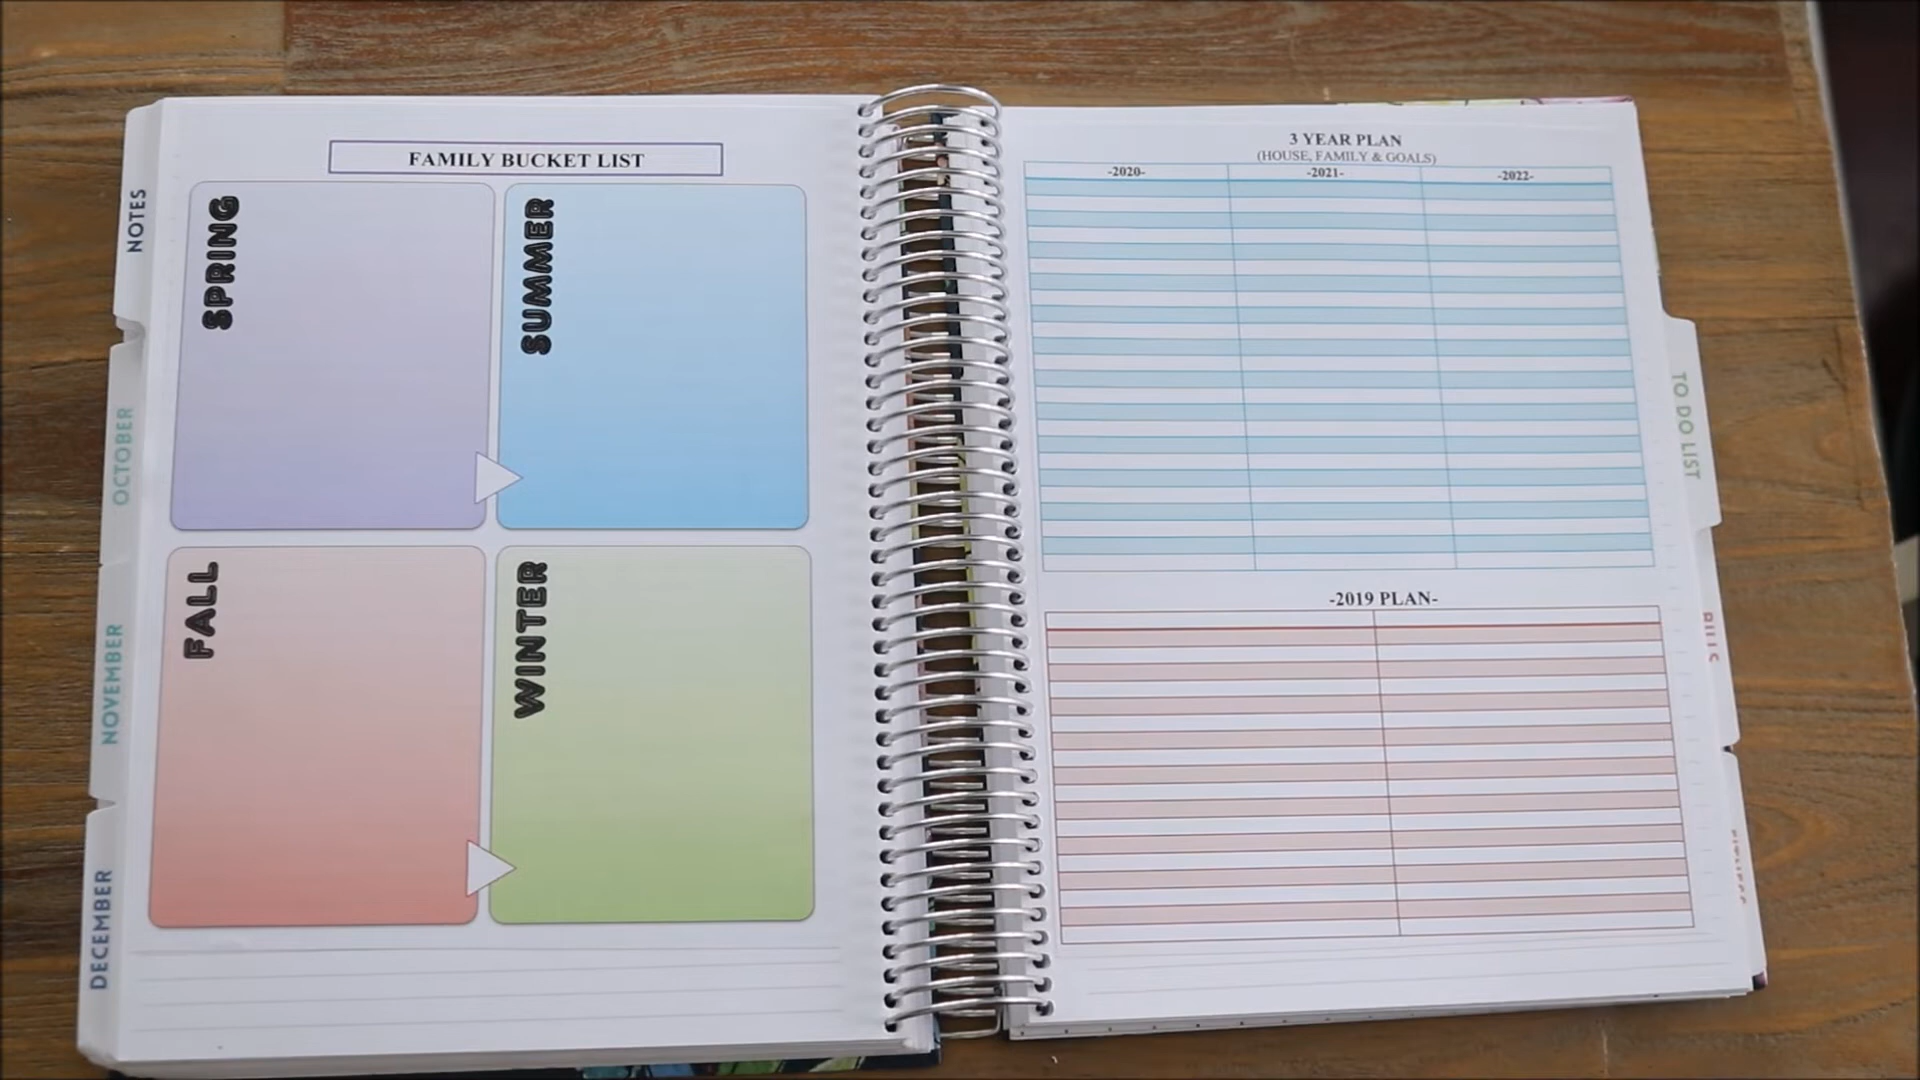 FAMILY BUCKET LIST
SPRING
SUMMER
FALL
WINTER
NOTES
OCTOBER
NOVEMBER
DECEMBER
3 YEAR PLAN
(HOUSE, FAMILY & GOALS)
-2020- -2021- -2022-
-2019 PLAN-
TO DO LIST